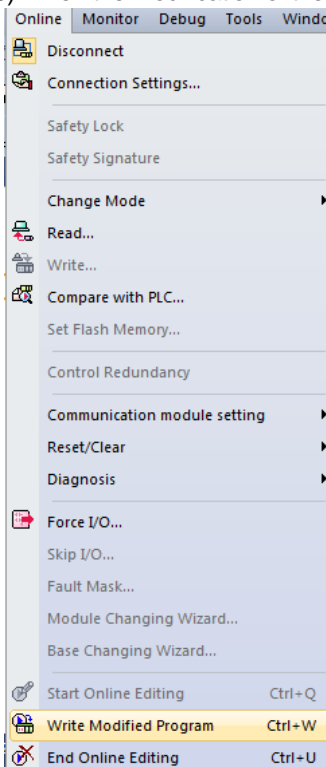 Online Monitor Debug Tools
Disconnect
Connection Settings...
Safety Lock
Safety Signature
Change Mode
Read...
Write...
Compare with PLC...
Set Flash Memory...
Control Redundancy
Communication module setting
Reset/Clear
Diagnosis
Force I/O...
Skip I/O...
Fault Mask...
Module Changing Wizard...
Base Changing Wizard...
Start Online Editing Ctrl+Q
Write Modified Program Ctrl+W
End Online Editing Ctrl+U